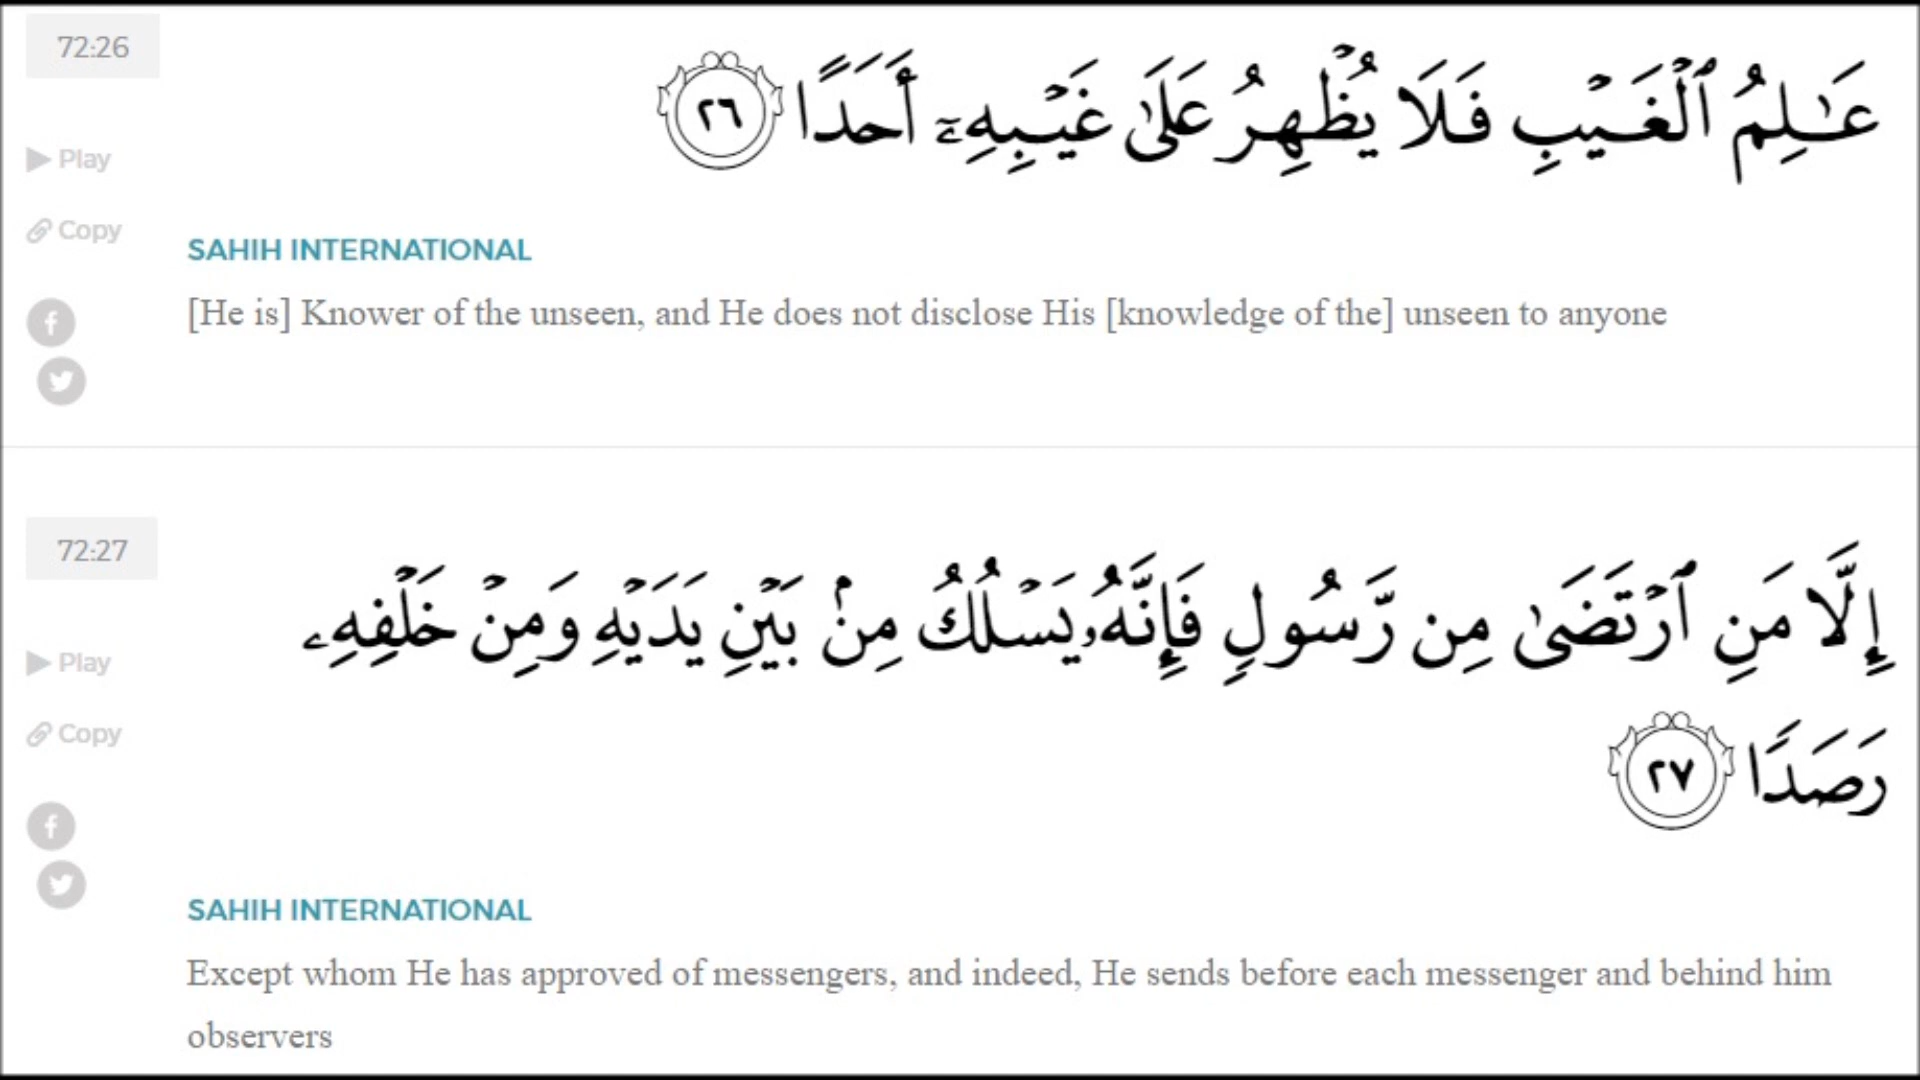 72:26
عَـٰلِمُ ٱلْغَيْبِ فَلَا يُظْهِرُ عَلَىٰ غَيْبِهِۦٓ أَحَدًا ٢٦
Play
Copy
SAHIH INTERNATIONAL
[He is] Knower of the unseen, and He does not disclose His [knowledge of the] unseen to anyone
72:27
إِلَّا مَنِ ٱرْتَضَىٰ مِن رَّسُولٍ فَإِنَّهُۥ يَسْلُكُ مِنۢ بَيْنِ يَدَيْهِ وَمِنْ خَلْفِهِۦ
رَصَدًا ٢٧
Play
Copy
SAHIH INTERNATIONAL
Except whom He has approved of messengers, and indeed, He sends before each messenger and behind him
observers